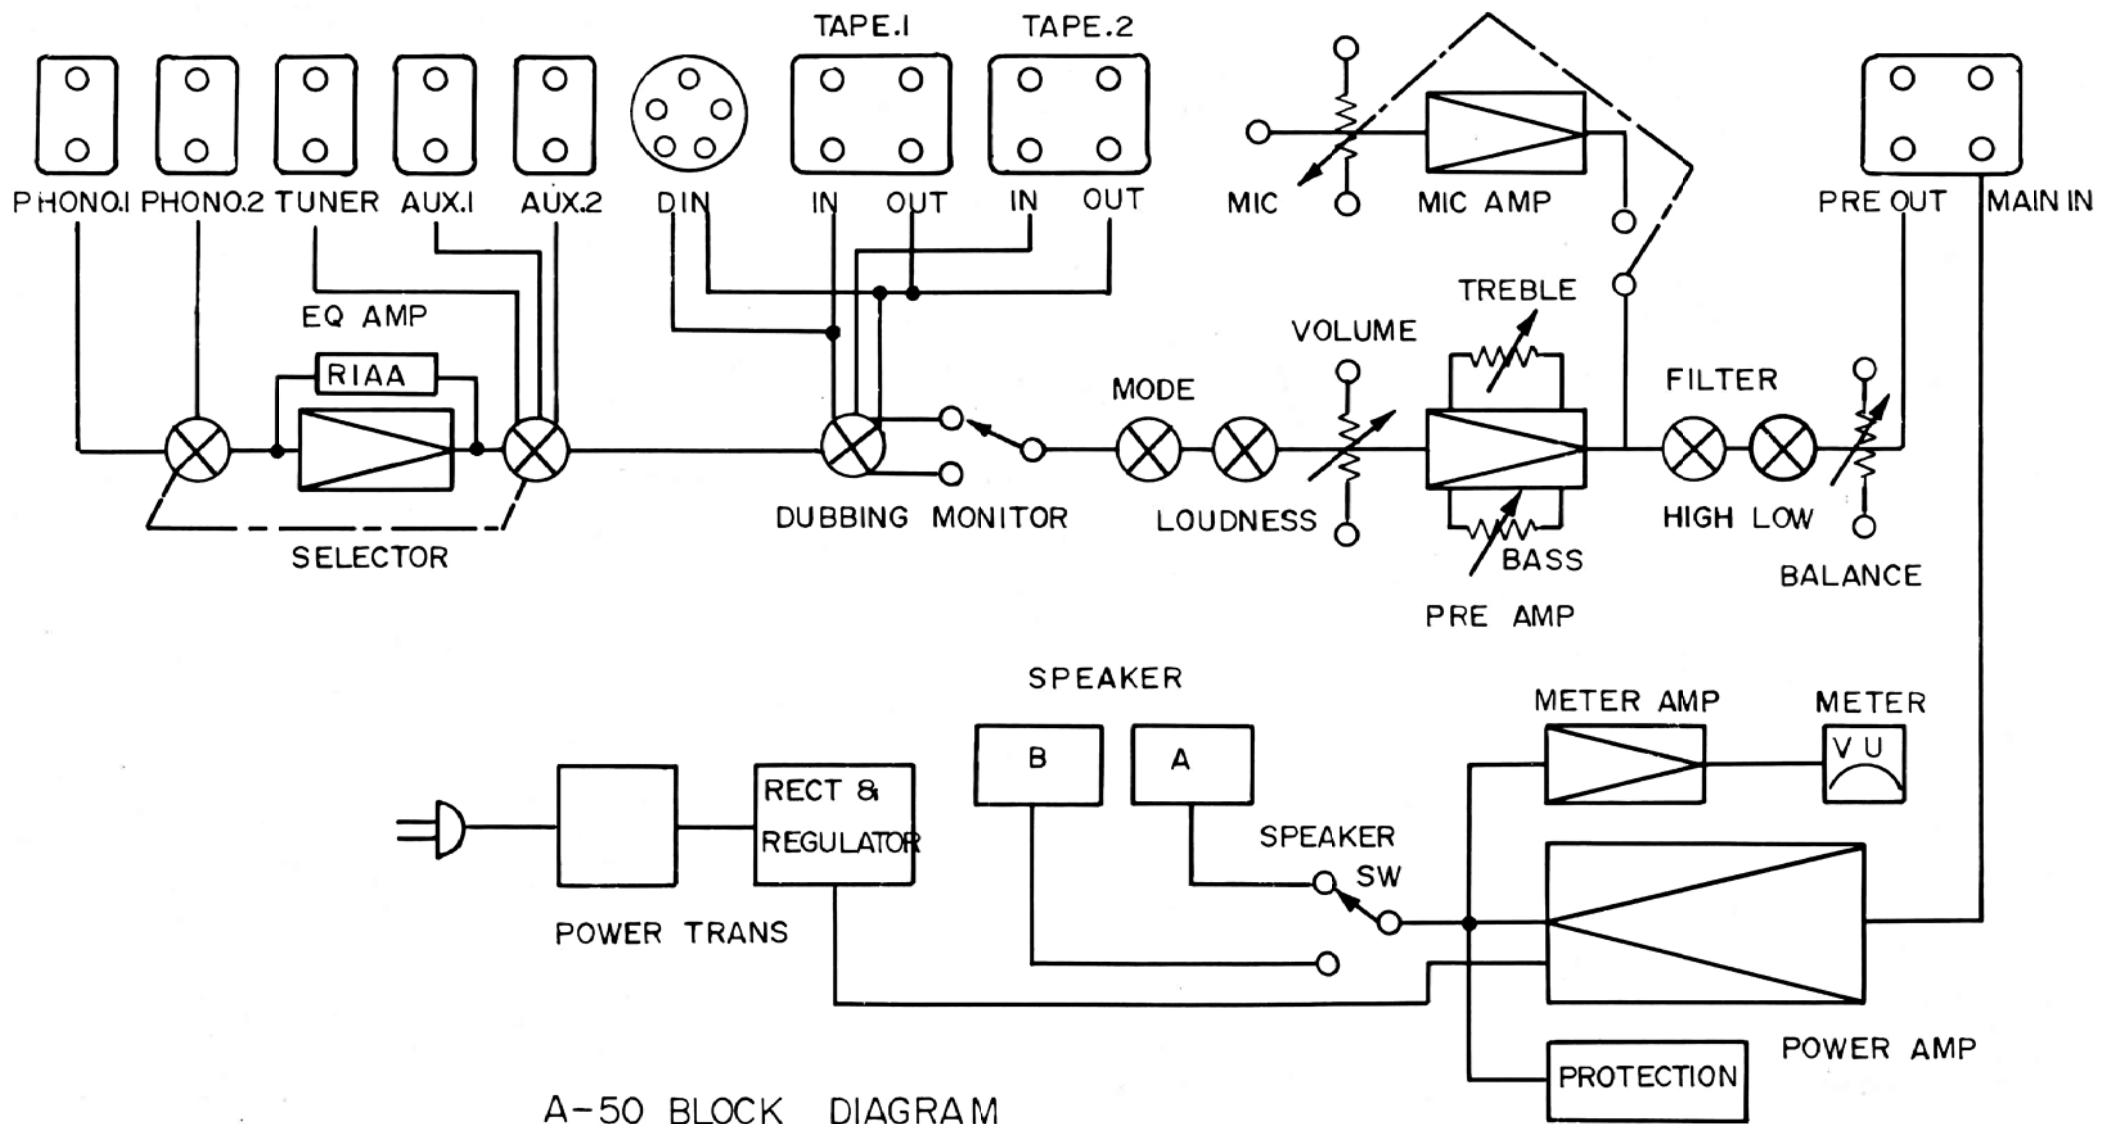 TAPE.1
TAPE.2
PHONO.1
PHONO.2
TUNER
AUX.1
AUX.2
DIN
IN
OUT
IN
OUT
MIC
MIC AMP
PRE OUT
MAIN IN
EQ AMP
RIAA
TREBLE
VOLUME
MODE
FILTER
DUBBING
MONITOR
LOUDNESS
HIGH
LOW
SELECTOR
BASS
BALANCE
PRE AMP
SPEAKER
METER AMP
METER
B
A
VU
RECT &
REGULATOR
SPEAKER
SW
POWER TRANS
POWER AMP
PROTECTION
A-50 BLOCK DIAGRAM